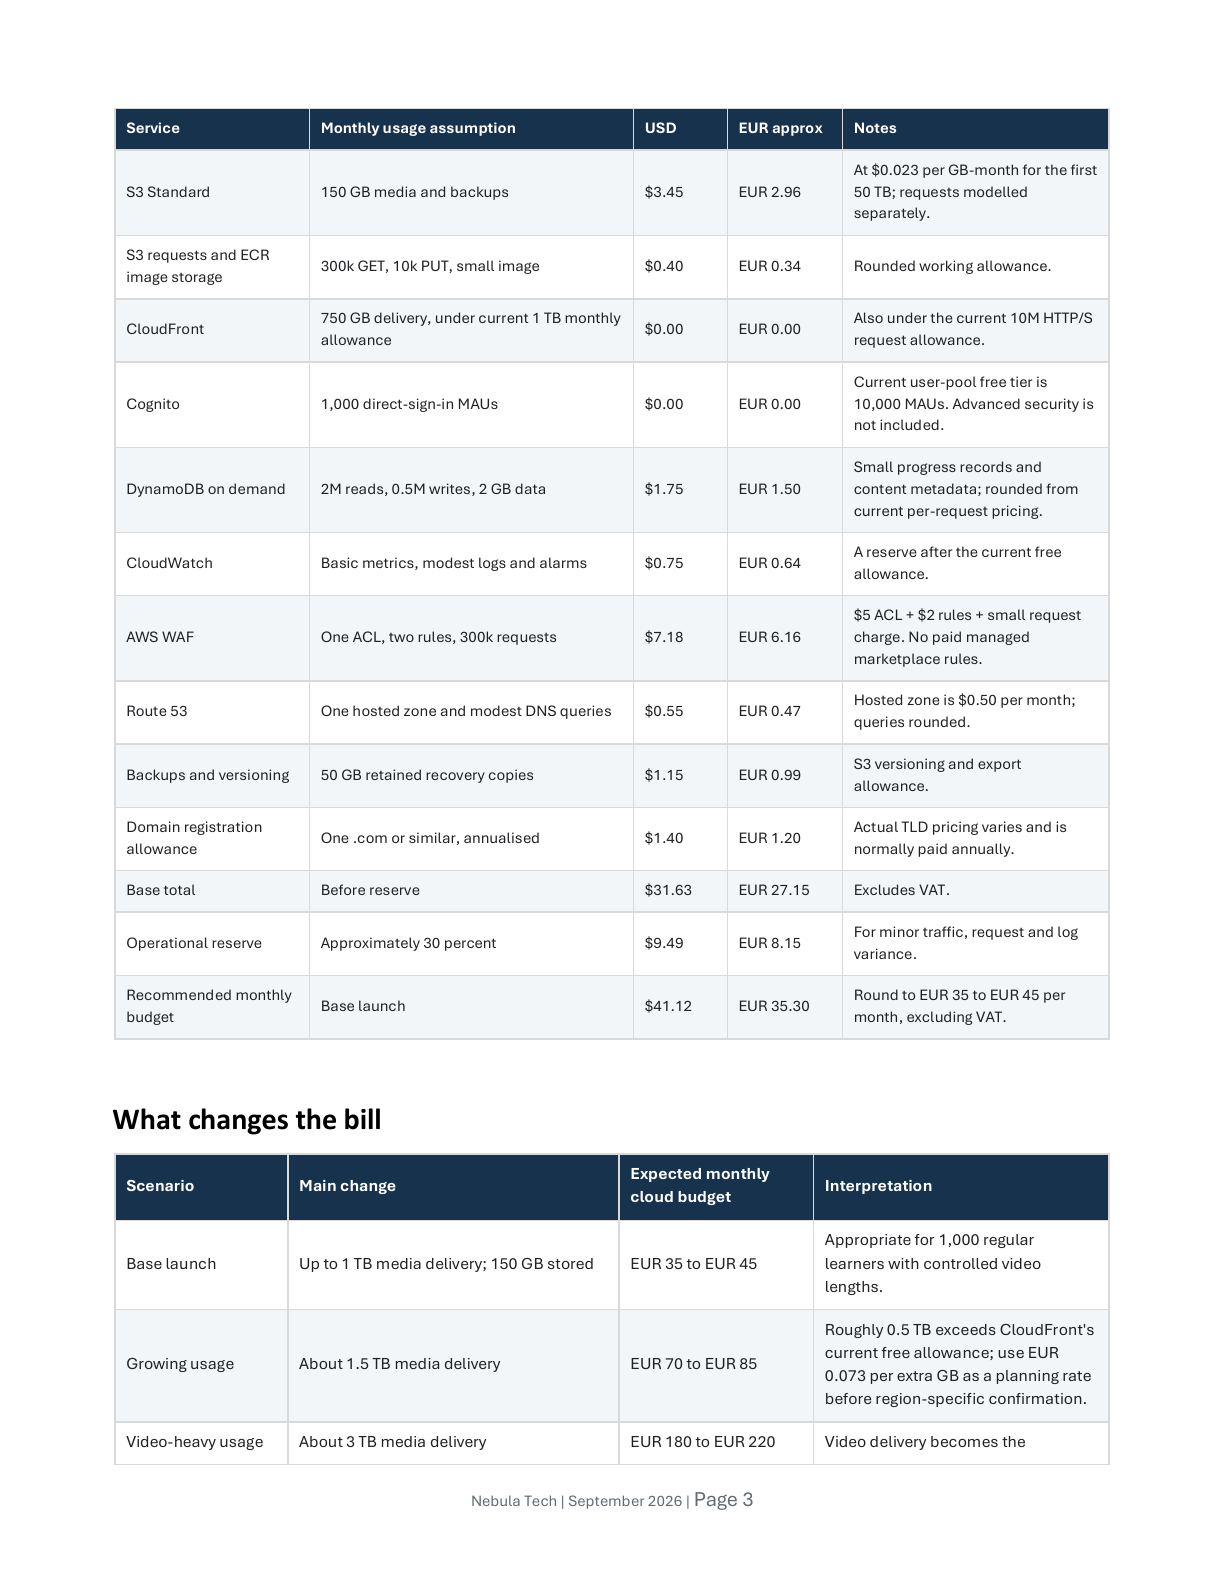 Service Monthly usage assumption USD EUR approx Notes
At $0.023 per GB-month for the first
S3 Standard 150 GB media and backups $3.45 EUR 2.96 50 TB; requests modelled
separately.
S3 requests and ECR
image storage 300k GET, 10k PUT, small image $0.40 EUR 0.34 Rounded working allowance.
CloudFront 750 GB delivery, under current 1 TB monthly
allowance $0.00 EUR 0.00 Also under the current 10M HTTP/S
request allowance.
Cognito 1,000 direct-sign-in MAUs $0.00 EUR 0.00 Current user-pool free tier is
10,000 MAUs. Advanced security is
not included.
DynamoDB on demand 2M reads, 0.5M writes, 2 GB data $1.75 EUR 1.50 Small progress records and
content metadata; rounded from
current per-request pricing.
CloudWatch Basic metrics, modest logs and alarms $0.75 EUR 0.64 A reserve after the current free
allowance.
AWS WAF One ACL, two rules, 300k requests $7.18 EUR 6.16 $5 ACL + $2 rules + small request
charge. No paid managed
marketplace rules.
Route 53 One hosted zone and modest DNS queries $0.55 EUR 0.47 Hosted zone is $0.50 per month;
queries rounded.
Backups and versioning 50 GB retained recovery copies $1.15 EUR 0.99 S3 versioning and export
allowance.
Domain registration
allowance One .com or similar, annualised $1.40 EUR 1.20 Actual TLD pricing varies and is
normally paid annually.
Base total Before reserve $31.63 EUR 27.15 Excludes VAT.
Operational reserve Approximately 30 percent $9.49 EUR 8.15 For minor traffic, request and log
variance.
Recommended monthly
budget Base launch $41.12 EUR 35.30 Round to EUR 35 to EUR 45 per
month, excluding VAT.
What changes the bill
Scenario Main change Expected monthly
cloud budget Interpretation
Base launch Up to 1 TB media delivery; 150 GB stored EUR 35 to EUR 45 Appropriate for 1,000 regular
learners with controlled video
lengths.
Growing usage About 1.5 TB media delivery EUR 70 to EUR 85 Roughly 0.5 TB exceeds CloudFront's
current free allowance; use EUR
0.073 per extra GB as a planning rate
before region-specific confirmation.
Video-heavy usage About 3 TB media delivery EUR 180 to EUR 220 Video delivery becomes the
Nebula Tech | September 2026 | Page 3